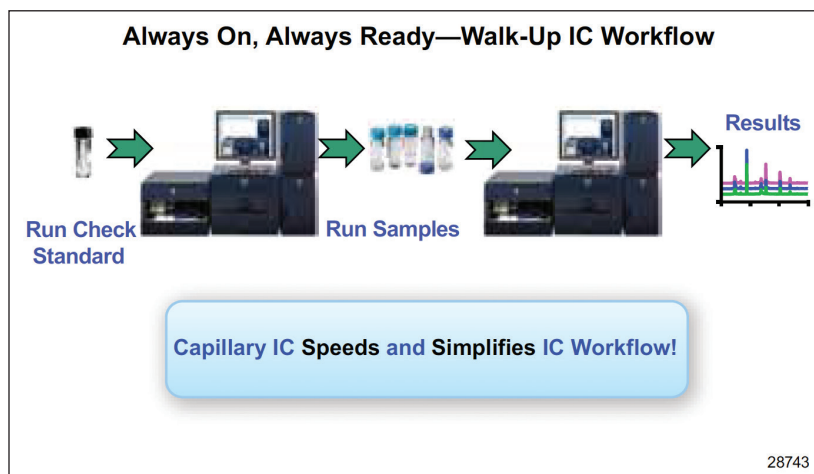 Always On, Always Ready—Walk-Up IC Workflow
Results
Run Check
Standard
Run Samples
Capillary IC Speeds and Simplifies IC Workflow!
28743